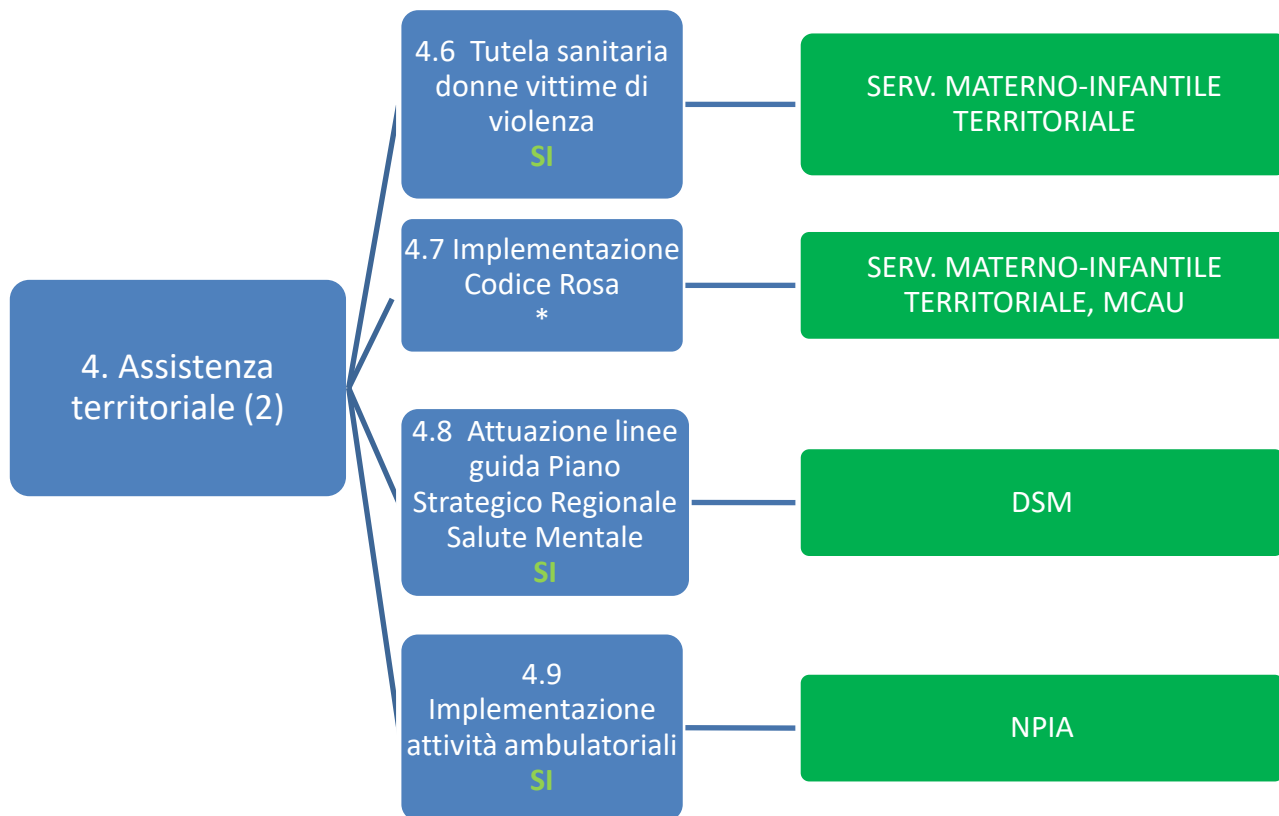 4. Assistenza
territoriale (2)
4.6 Tutela sanitaria
donne vittime di
violenza
SI
SERV. MATERNO-INFANTILE
TERRITORIALE
4.7 Implementazione
Codice Rosa
*
SERV. MATERNO-INFANTILE
TERRITORIALE, MCAU
4.8 Attuazione linee
guida Piano
Strategico Regionale
Salute Mentale
SI
DSM
4.9
Implementazione
attività ambulatoriali
SI
NPIA